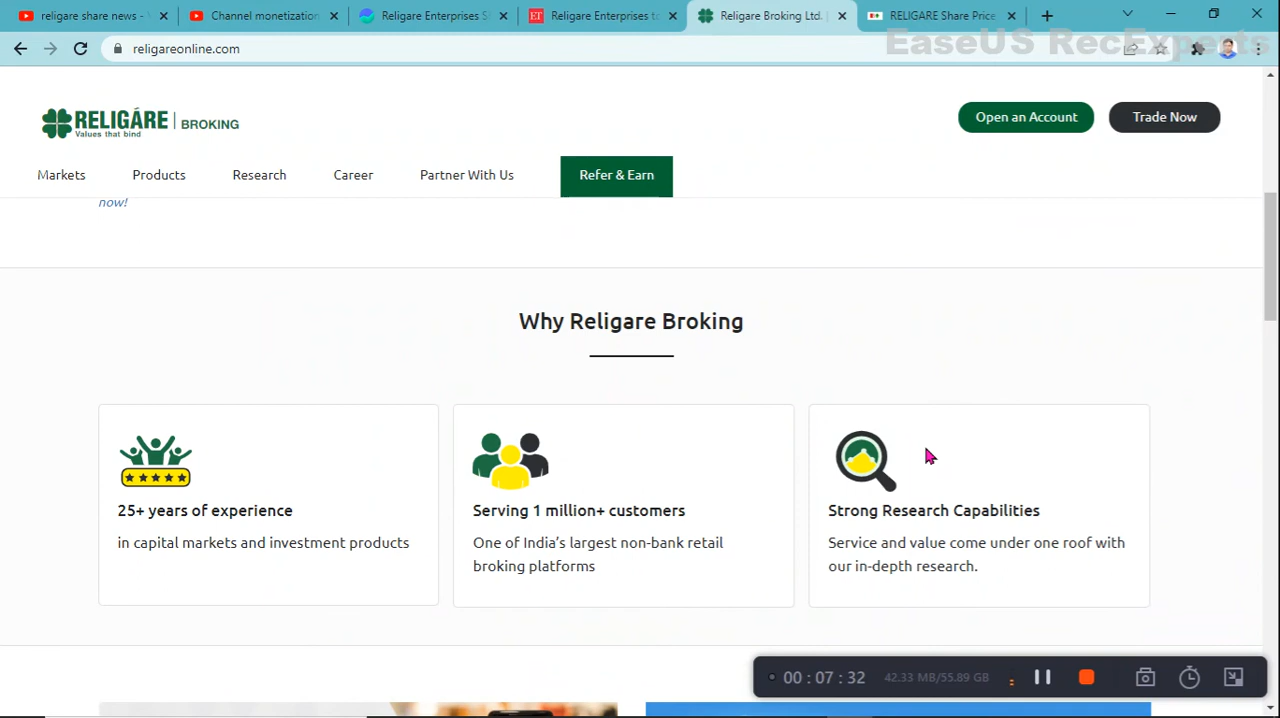 religare share news -
Channel monetization
Religare Enterprises S
Religare Enterprises to
Religare Broking Ltd. |
RELIGARE Share Price
religareonline.com
EaseUS RecExperts
RELIGARE | BROKING
Values that bind
Open an Account
Trade Now
Markets
Products
Research
Career
Partner With Us
Refer & Earn
now!
Why Religare Broking
25+ years of experience
in capital markets and investment products
Serving 1 million+ customers
One of India's largest non-bank retail
broking platforms
Strong Research Capabilities
Service and value come under one roof with
our in-depth research.
00 : 07 : 32
42.33 MB/55.89 GB